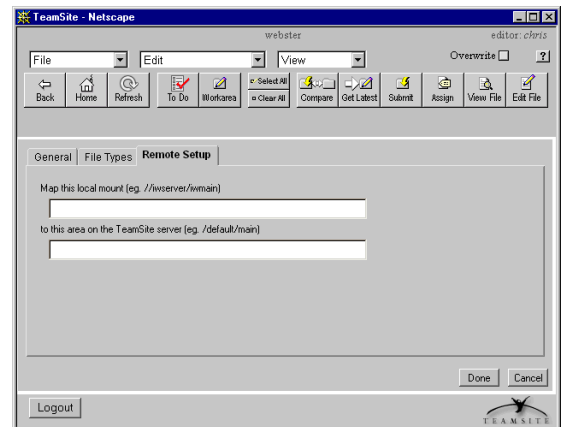 TeamSite - Netscape
webster editor: chris
File Edit View Overwrite ?
Back Home Refresh To Do Workarea Select All Clear All Compare Get Latest Submit Assign View File Edit File
General File Types Remote Setup
Map this local mount (eg. //iwserver/iwmain)
to this area on the TeamSite server (eg. /default/main)
Done Cancel
Logout
TEAMSITE